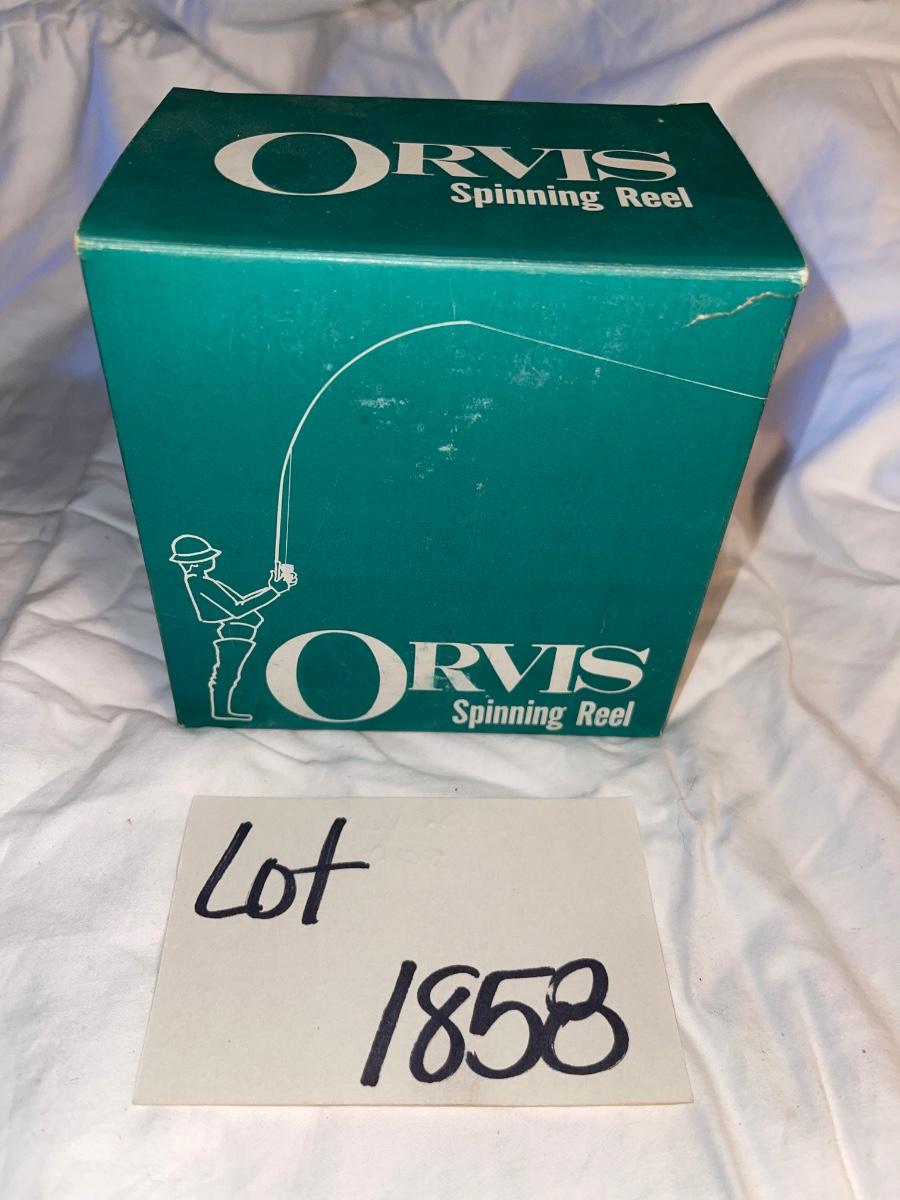 ORVIS
Spinning Reel
ORVIS
Spinning Reel
Lot
1858